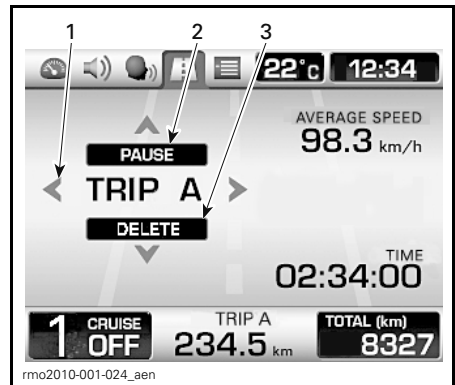 1 2 3
22°c 12:34
AVERAGE SPEED
98.3 km/h
PAUSE
TRIP A
DELETE
TIME
02:34:00
1 CRUISE OFF
TRIP A
234.5 km
TOTAL (km)
8327
rmo2010-001-024_aen